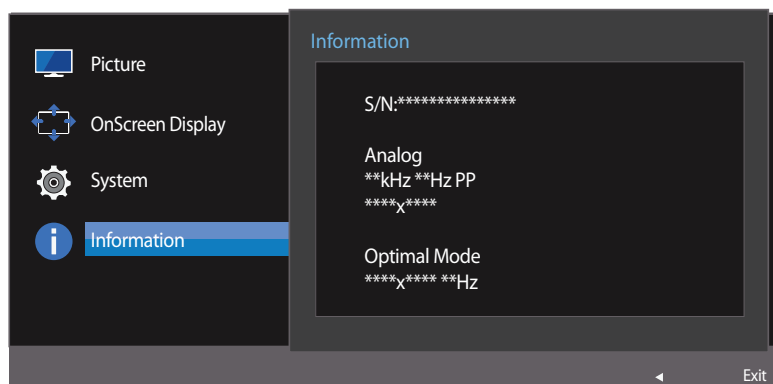 Picture
OnScreen Display
System
Information
Information
S/N:***************
Analog
**kHz **Hz PP
****x****
Optimal Mode
****x**** **Hz
Exit